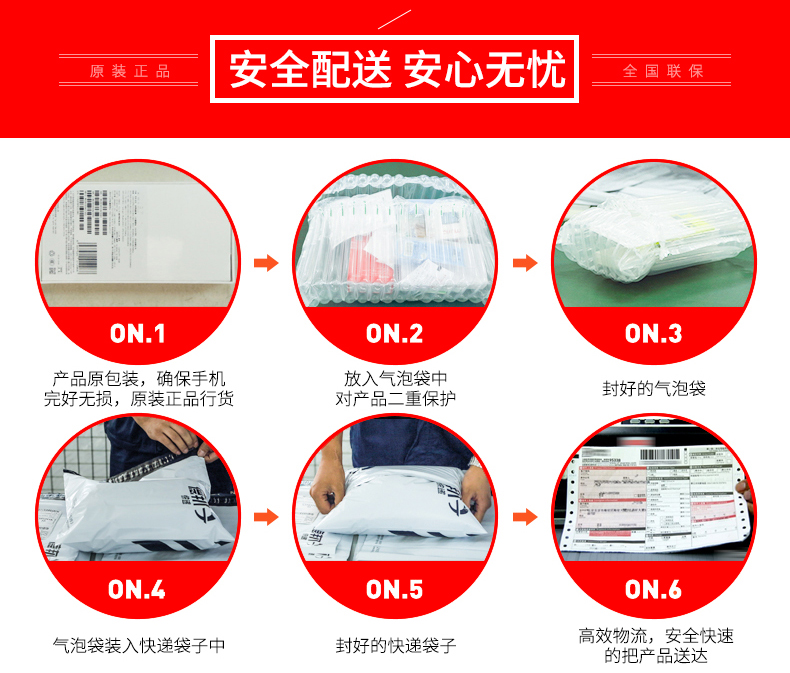 原装正品
安全配送 安心无忧
全国联保
ON.1
ON.2
ON.3
产品原包装，确保手机
完好无损，原装正品行货
放入气泡袋中
对产品二重保护
封好的气泡袋
ON.4
ON.5
ON.6
气泡袋装入快递袋子中
封好的快递袋子
高效物流，安全快速
的把产品送达